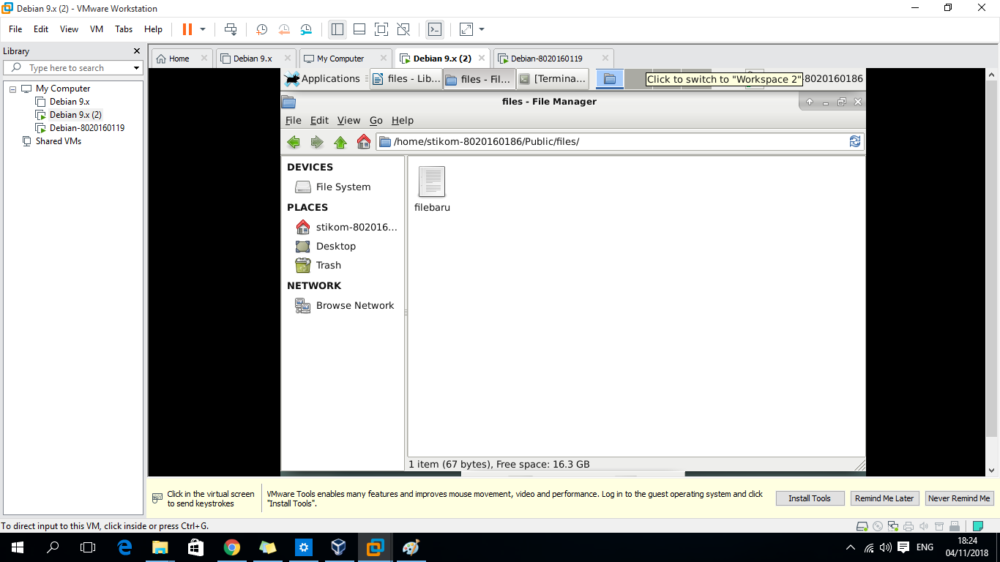 Debian 9.x (2) - VMware Workstation
File Edit View VM Tabs Help
Library
Type here to search
My Computer
Debian 9.x
Debian 9.x (2)
Debian-8020160119
Shared VMs
Home Debian 9.x My Computer Debian 9.x (2) Debian-8020160119
Applications files - Lib... files - Fil... [Termina... Click to switch to "Workspace 2" -8020160186
files - File Manager
File Edit View Go Help
/home/stikom-8020160186/Public/files/
DEVICES
File System
PLACES
stikom-802016...
Desktop
Trash
NETWORK
Browse Network
filebaru
1 item (67 bytes), Free space: 16.3 GB
Click in the virtual screen
to send keystrokes
VMware Tools enables many features and improves mouse movement, video and performance. Log in to the guest operating system and click
"Install Tools".
Install Tools Remind Me Later Never Remind Me
To direct input to this VM, click inside or press Ctrl+G.
ENG
18:24
04/11/2018